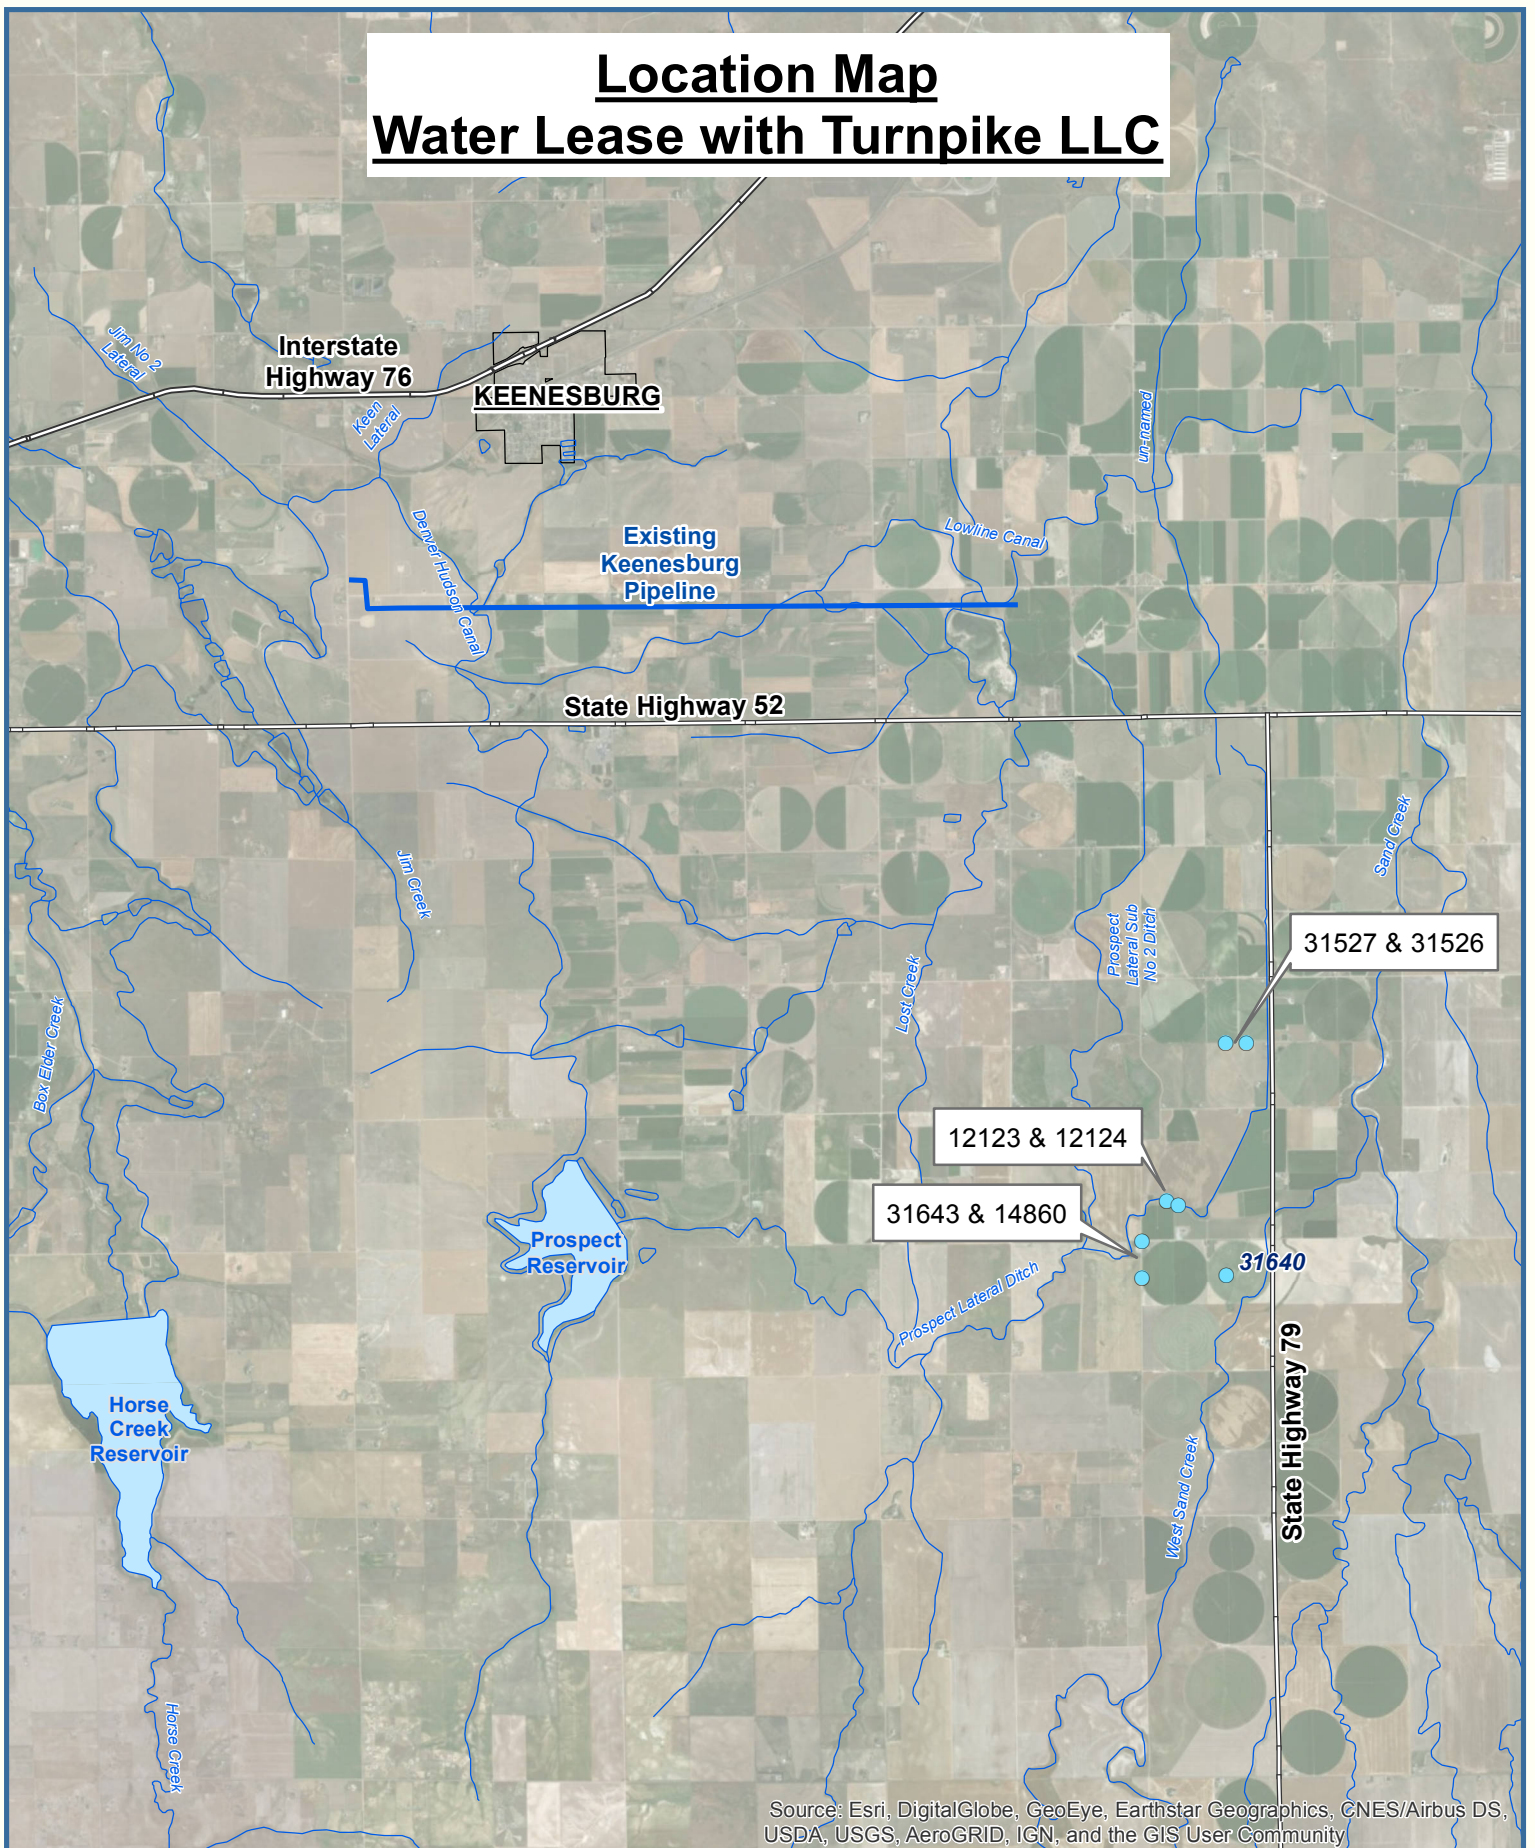 Location Map
Water Lease with Turnpike LLC
Interstate
Highway 76
Jim No 2
Lateral
KEENESBURG
Keen
Lateral
un-named
Denver Hudson Canal
Existing
Keenesburg
Pipeline
Lowline Canal
State Highway 52
Sand Creek
Jim Creek
Prospect
Lateral Sub
No 2 Ditch
31527 & 31526
Lost Creek
Box Elder Creek
12123 & 12124
31643 & 14860
Prospect
Reservoir
31640
Prospect Lateral Ditch
State Highway 79
Horse
Creek
Reservoir
West Sand Creek
Horse Creek
Source: Esri, DigitalGlobe, GeoEye, Earthstar Geographics, CNES/Airbus DS,
USDA, USGS, AeroGRID, IGN, and the GIS User Community